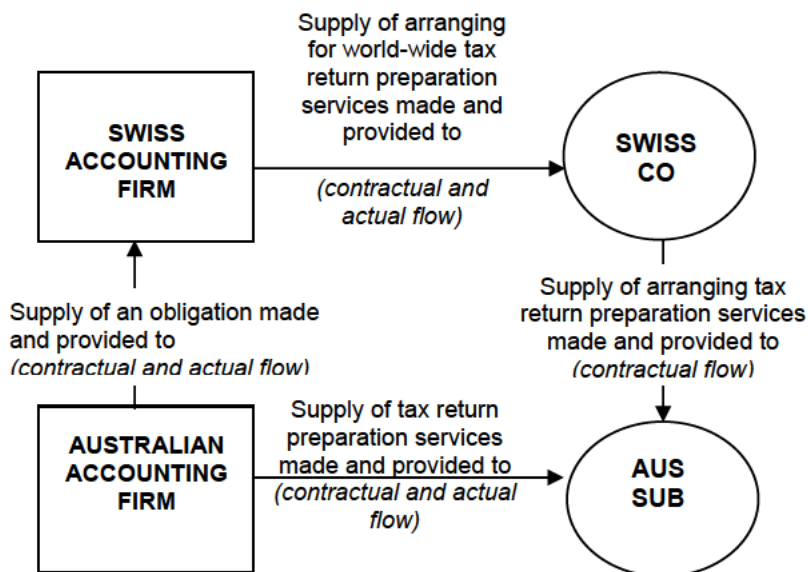 Supply of arranging
for world-wide tax
return preparation
services made and
provided to
SWISS
ACCOUNTING
FIRM
SWISS
CO
(contractual and
actual flow)
Supply of an obligation made
and provided to
(contractual and actual flow)
Supply of arranging tax
return preparation services
made and provided to
(contractual flow)
AUSTRALIAN
ACCOUNTING
FIRM
Supply of tax return
preparation services
made and provided to
(contractual and actual
flow)
AUS
SUB